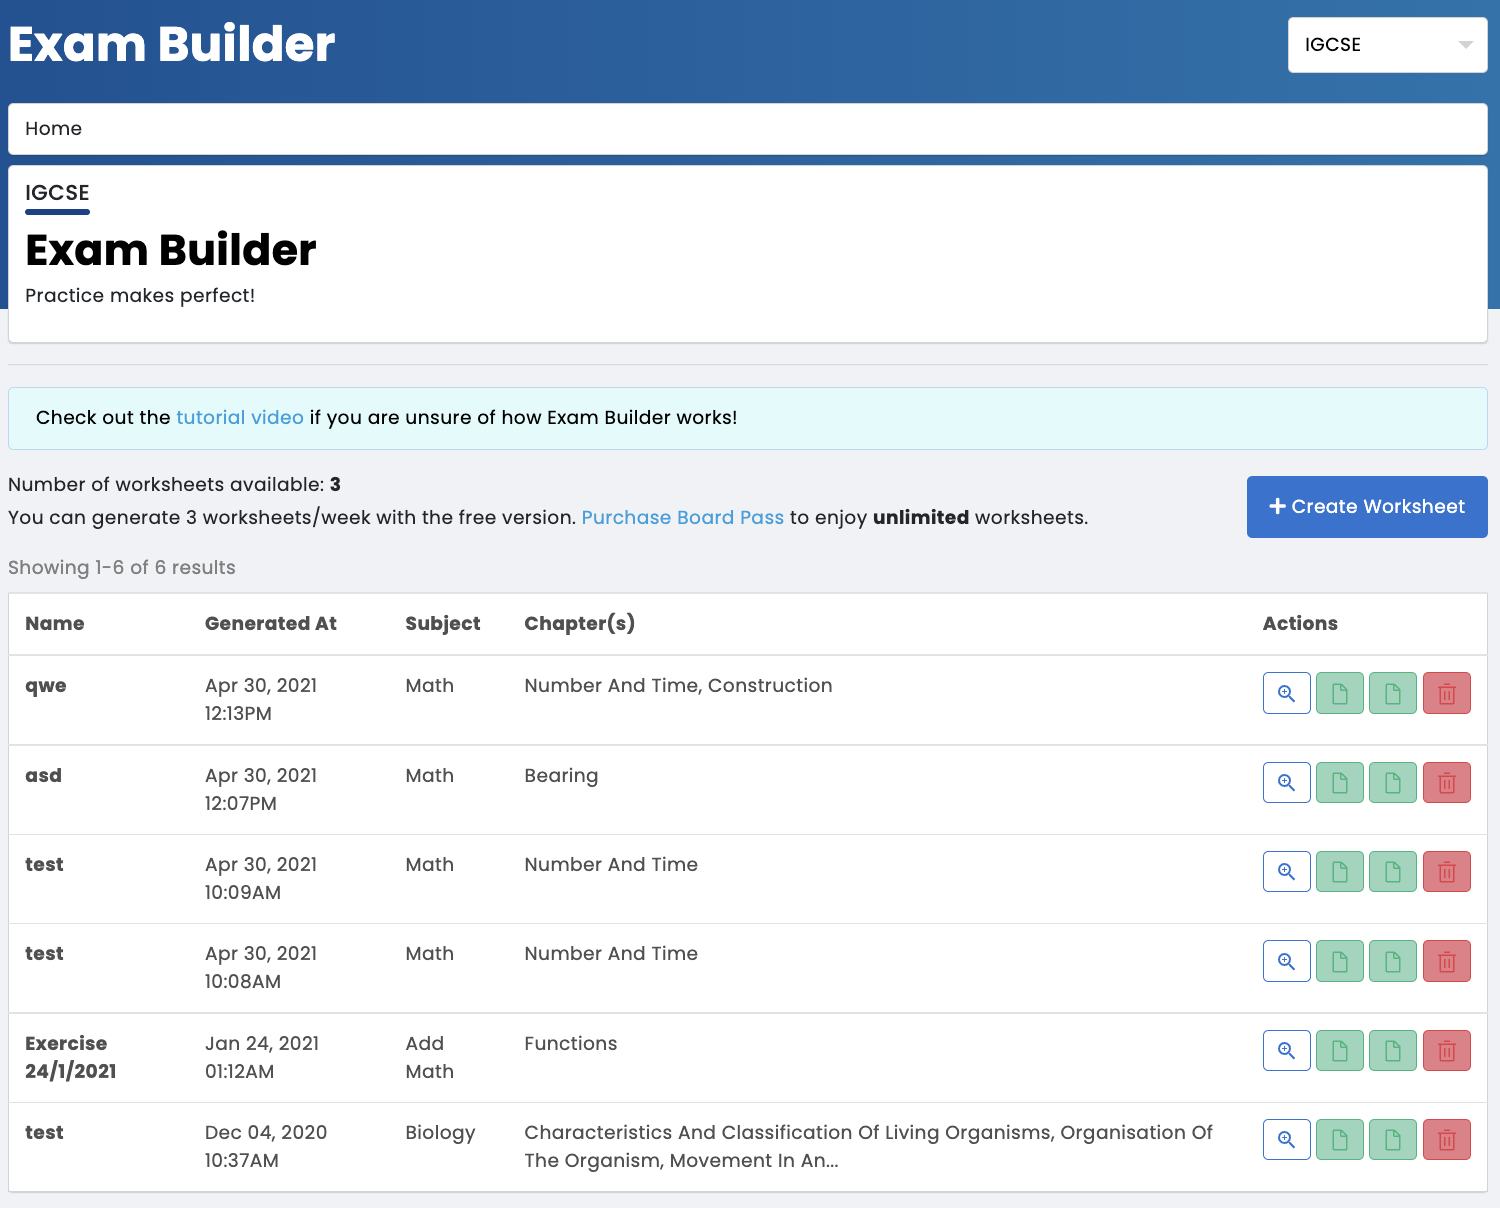 Exam Builder
IGCSE
Home
IGCSE
Exam Builder
Practice makes perfect!
Check out the tutorial video if you are unsure of how Exam Builder works!
Number of worksheets available: 3
You can generate 3 worksheets/week with the free version. Purchase Board Pass to enjoy unlimited worksheets.
Create Worksheet
Showing 1-6 of 6 results
Name Generated At Subject Chapter(s) Actions
qwe Apr 30, 2021 Math Number And Time, Construction
12:13PM
asd Apr 30, 2021 Math Bearing
12:07PM
test Apr 30, 2021 Math Number And Time
10:09AM
test Apr 30, 2021 Math Number And Time
10:08AM
Exercise Jan 24, 2021 Add Functions
24/1/2021 01:12AM Math
test Dec 04, 2020 Biology Characteristics And Classification Of Living Organisms, Organisation Of
10:37AM The Organism, Movement In An...